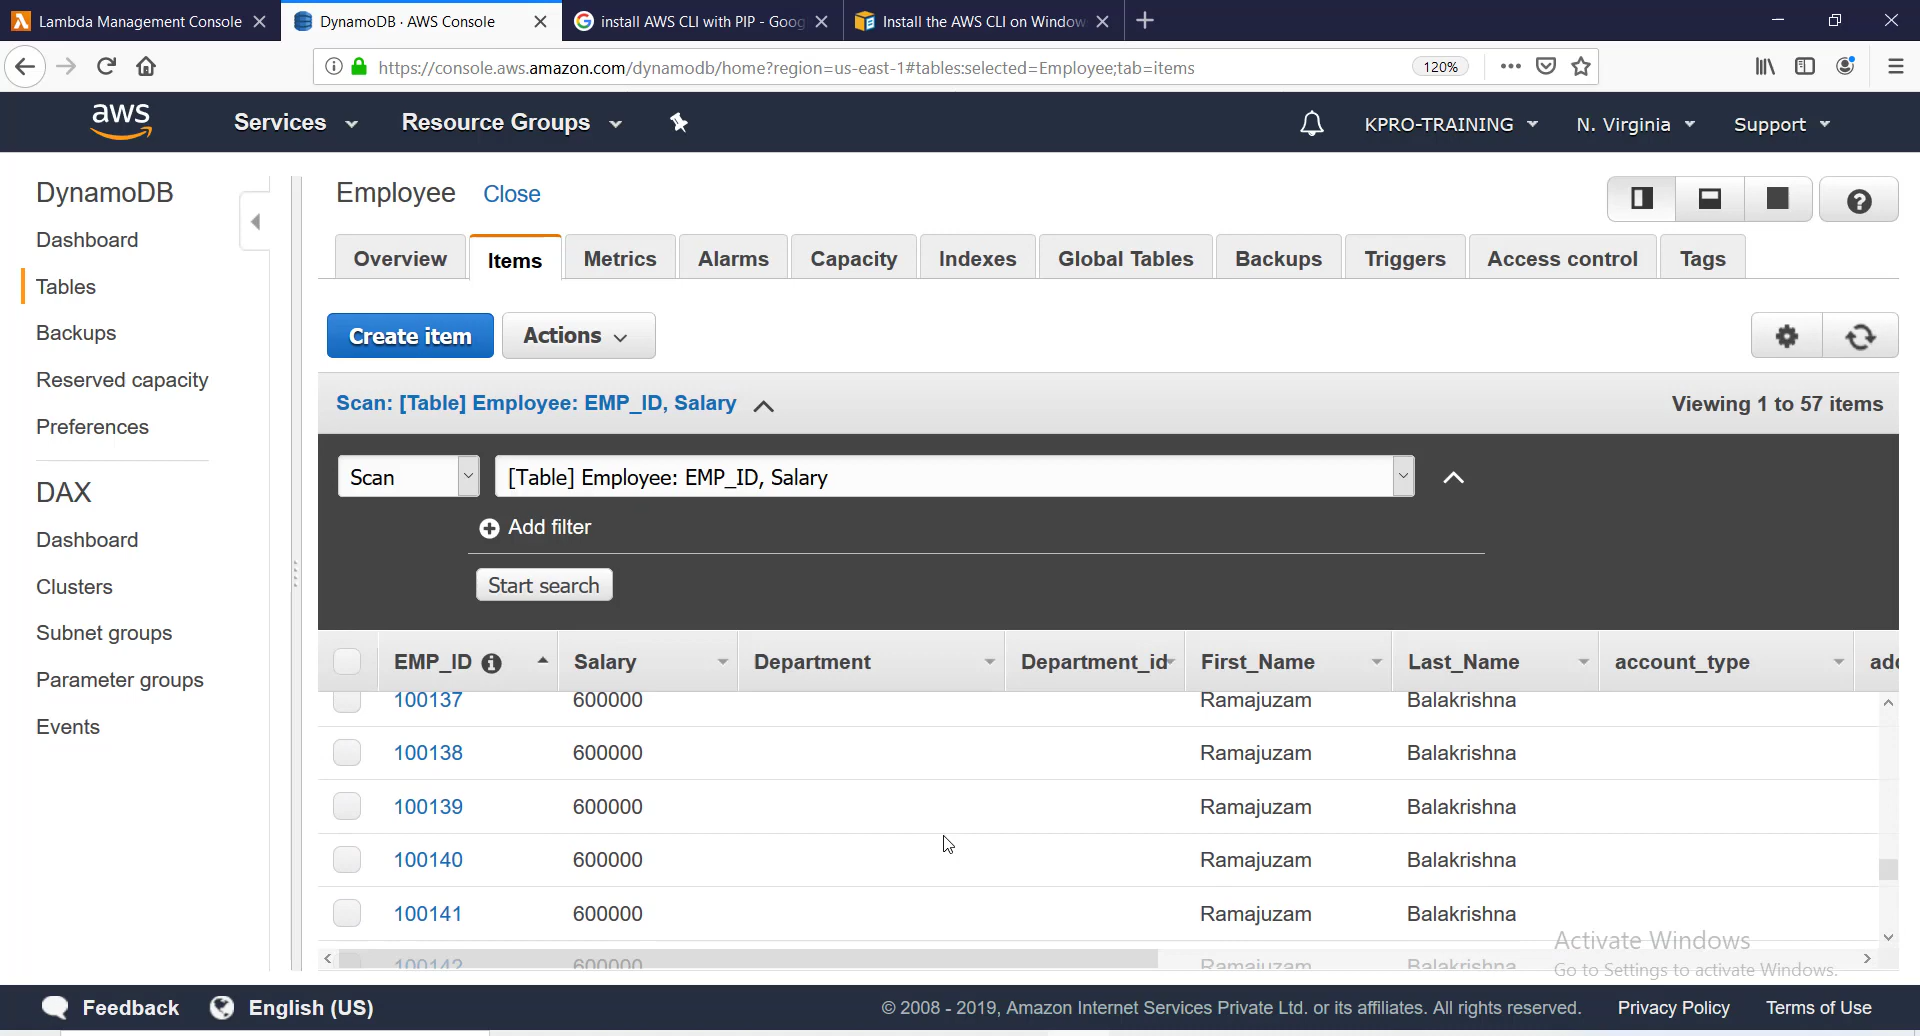 Lambda Management Console
DynamoDB · AWS Console
install AWS CLI with PIP - Goog
Install the AWS CLI on Window
https://console.aws.amazon.com/dynamodb/home?region=us-east-1#tables:selected=Employee;tab=items
120%
aws
Services
Resource Groups
KPRO-TRAINING
N. Virginia
Support
DynamoDB
Dashboard
Tables
Backups
Reserved capacity
Preferences
DAX
Dashboard
Clusters
Subnet groups
Parameter groups
Events
Employee Close
Overview Items Metrics Alarms Capacity Indexes Global Tables Backups Triggers Access control Tags
Create item Actions
Scan: [Table] Employee: EMP_ID, Salary
Viewing 1 to 57 items
Scan [Table] Employee: EMP_ID, Salary
Add filter
Start search
EMP_ID Salary Department Department_id First_Name Last_Name account_type add
100137 600000 Ramajuzam Balakrishna
100138 600000 Ramajuzam Balakrishna
100139 600000 Ramajuzam Balakrishna
100140 600000 Ramajuzam Balakrishna
100141 600000 Ramajuzam Balakrishna
100142 600000 Ramajuzam Balakrishna
Activate Windows
Go to Settings to activate Windows.
Feedback English (US)
© 2008 - 2019, Amazon Internet Services Private Ltd. or its affiliates. All rights reserved. Privacy Policy Terms of Use